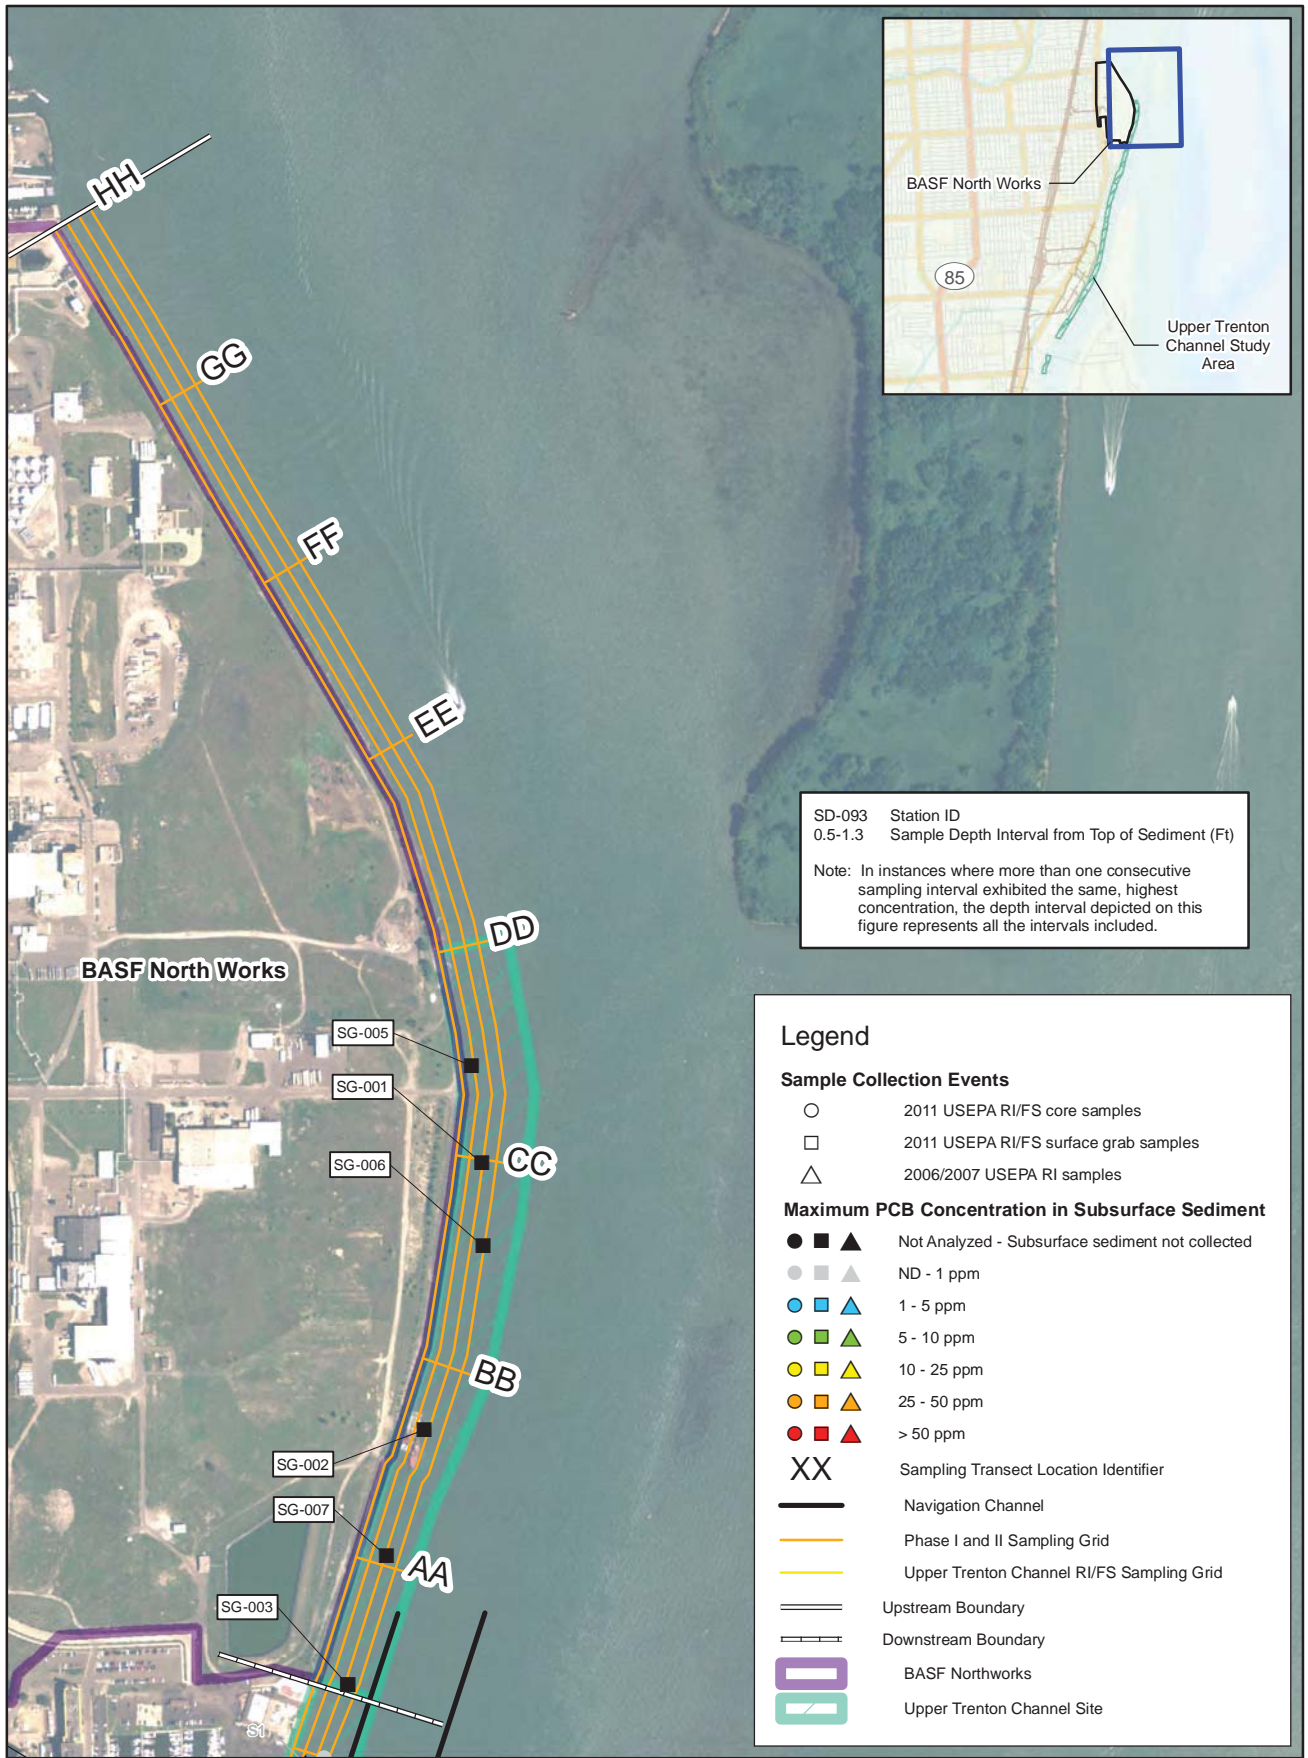 HH
GG
FF
EE
DD
CC
BB
AA
BASF North Works
SG-005
SG-001
SG-006
SG-002
SG-007
SG-003
S1
BASF North Works
85
Upper Trenton
Channel Study
Area
SD-093 Station ID
0.5-1.3 Sample Depth Interval from Top of Sediment (Ft)
Note: In instances where more than one consecutive
sampling interval exhibited the same, highest
concentration, the depth interval depicted on this
figure represents all the intervals included.
Legend
Sample Collection Events
2011 USEPA RI/FS core samples
2011 USEPA RI/FS surface grab samples
2006/2007 USEPA RI samples
Maximum PCB Concentration in Subsurface Sediment
Not Analyzed - Subsurface sediment not collected
ND - 1 ppm
1 - 5 ppm
5 - 10 ppm
10 - 25 ppm
25 - 50 ppm
> 50 ppm
XX Sampling Transect Location Identifier
Navigation Channel
Phase I and II Sampling Grid
Upper Trenton Channel RI/FS Sampling Grid
Upstream Boundary
Downstream Boundary
BASF Northworks
Upper Trenton Channel Site